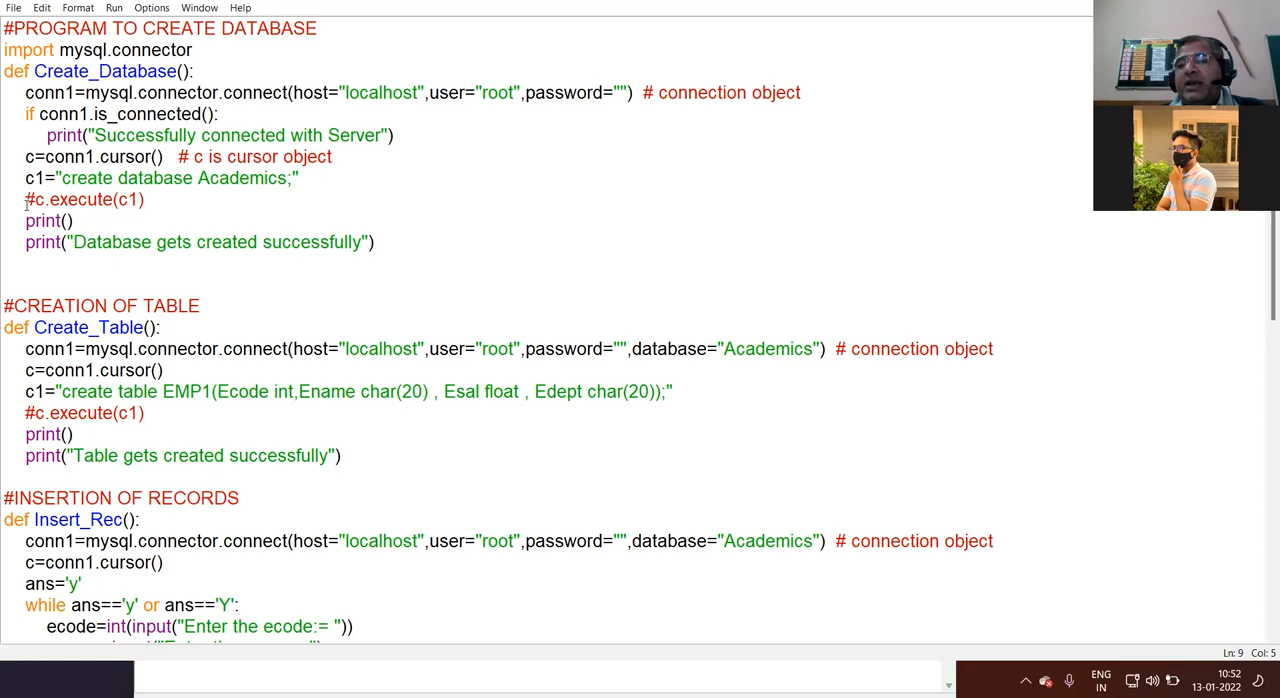 File Edit Format Run Options Window Help
#PROGRAM TO CREATE DATABASE
import mysql.connector
def Create_Database():
conn1=mysql.connector.connect(host="localhost",user="root",password="") # connection object
if conn1.is_connected():
print("Successfully connected with Server")
c=conn1.cursor() # c is cursor object
c1="create database Academics;"
#c.execute(c1)
print()
print("Database gets created successfully")
#CREATION OF TABLE
def Create_Table():
conn1=mysql.connector.connect(host="localhost",user="root",password="",database="Academics") # connection object
c=conn1.cursor()
c1="create table EMP1(Ecode int,Ename char(20) , Esal float , Edept char(20));"
#c.execute(c1)
print()
print("Table gets created successfully")
#INSERTION OF RECORDS
def Insert_Rec():
conn1=mysql.connector.connect(host="localhost",user="root",password="",database="Academics") # connection object
c=conn1.cursor()
ans='y'
while ans=='y' or ans=='Y':
ecode=int(input("Enter the ecode:= "))
Ln: 9 Col: 5
ENG
IN
10:52
13-01-2022